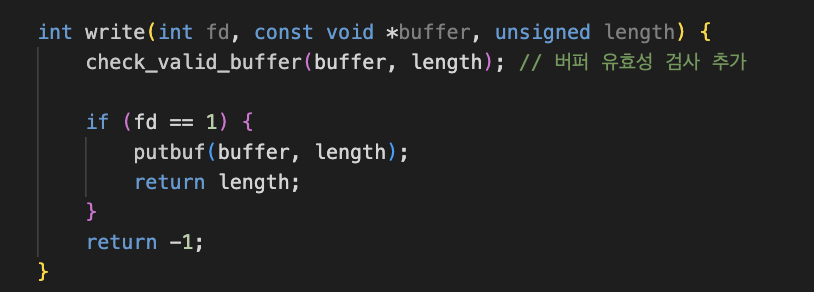 int write(int fd, const void *buffer, unsigned length) {
    check_valid_buffer(buffer, length); // 버퍼 유효성 검사 추가

    if (fd == 1) {
        putbuf(buffer, length);
        return length;
    }
    return -1;
}